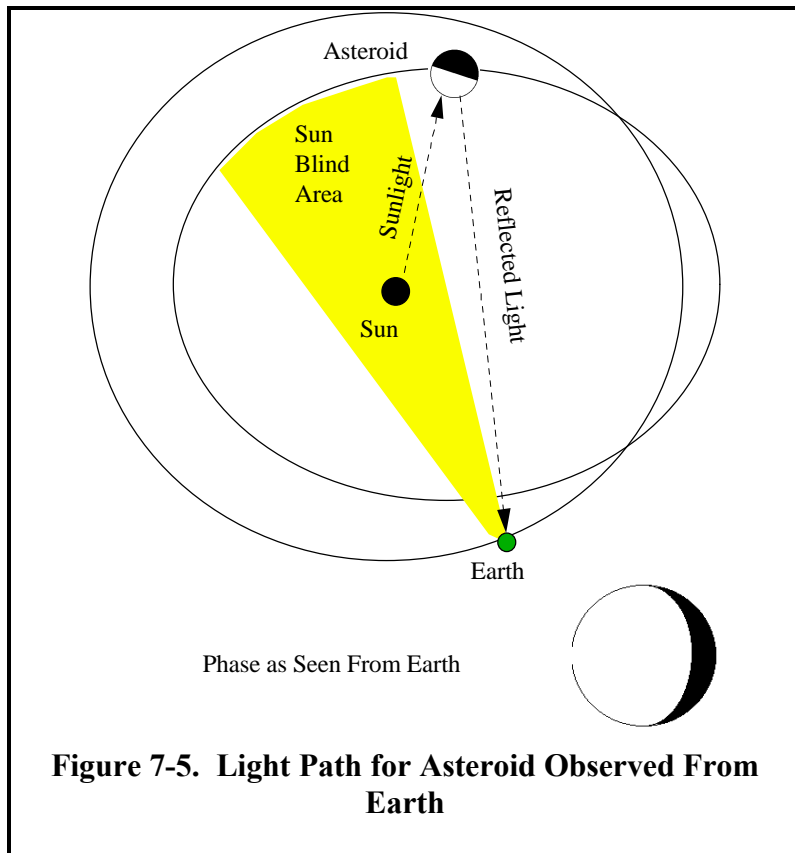 Asteroid
Sun
Blind
Area
Sunlight
Reflected Light
Sun
Earth
Phase as Seen From Earth
Figure 7-5. Light Path for Asteroid Observed From
Earth